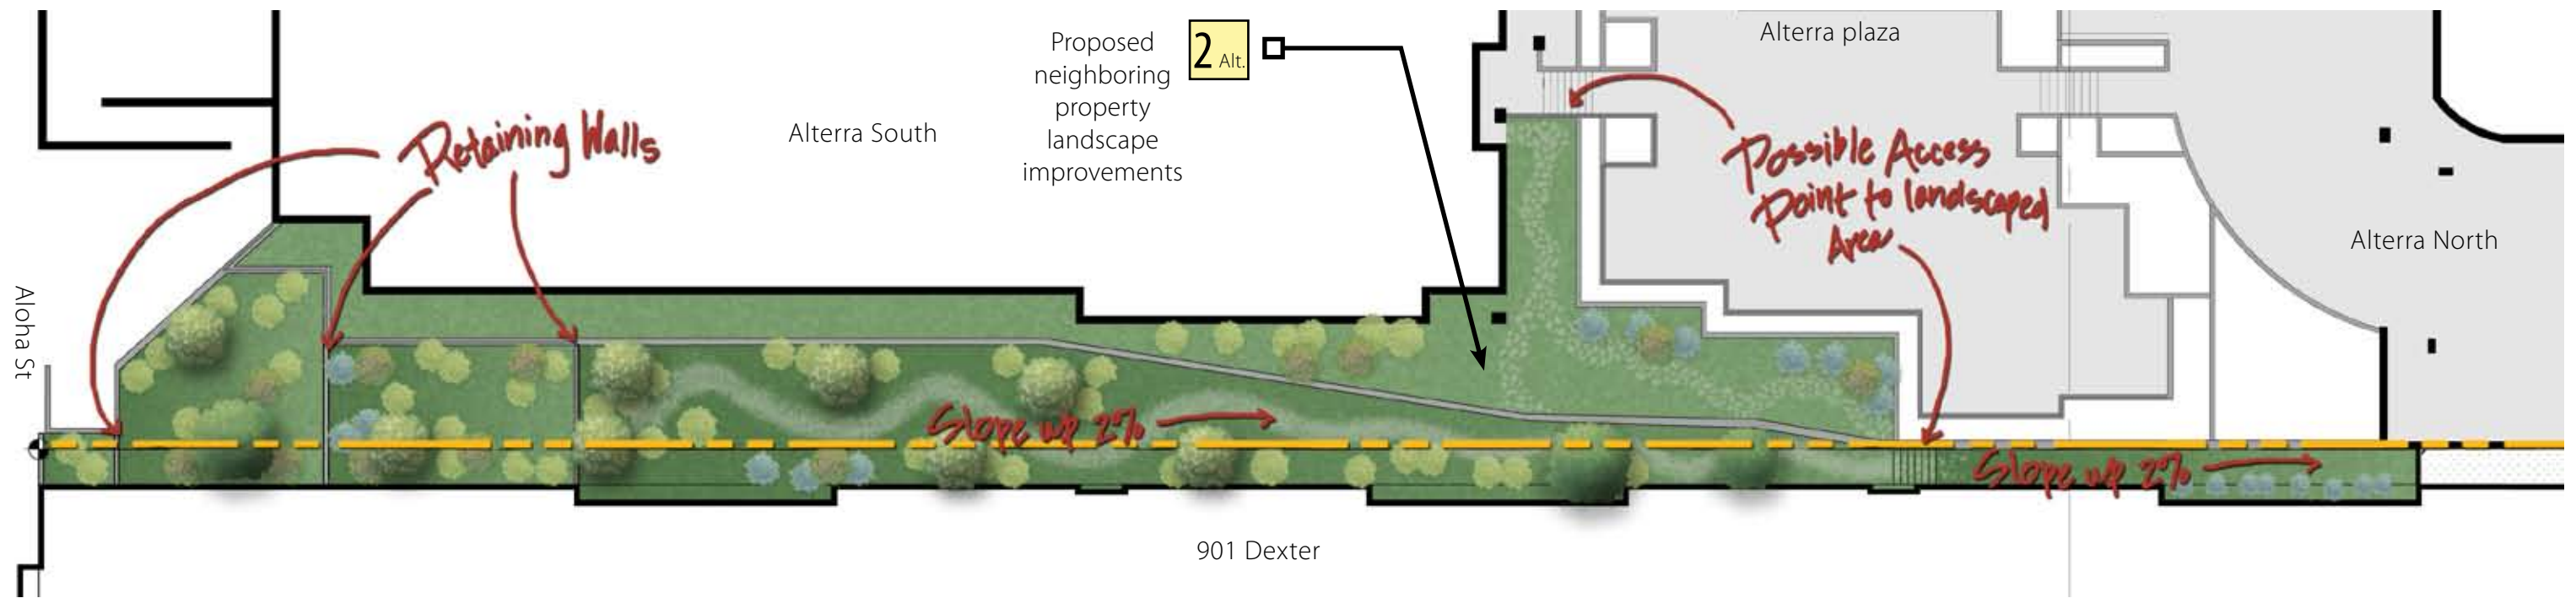 Proposed
neighboring
property
landscape
improvements
2 Alt.
Alterra plaza
Retaining Walls
Alterra South
Possible Access
Point to landscaped
Area
Alterra North
Aloha St
Slope up 2%
Slope up 2%
901 Dexter